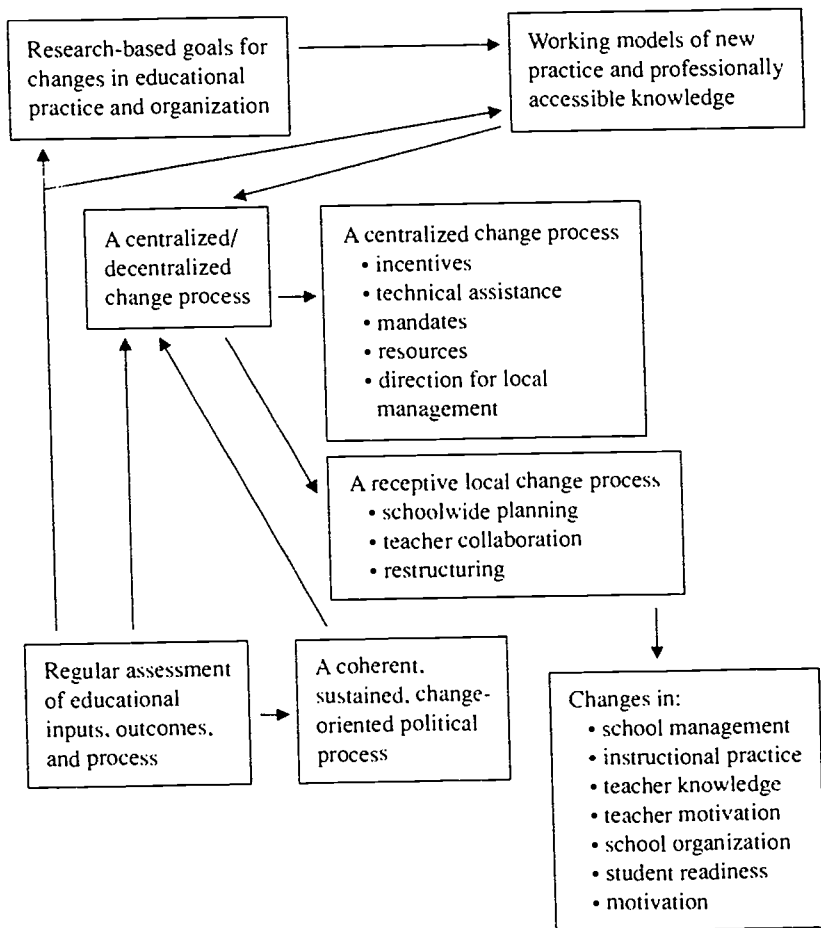 Research-based goals for
changes in educational
practice and organization
Working models of new
practice and professionally
accessible knowledge
A centralized/
decentralized
change process
A centralized change process
• incentives
• technical assistance
• mandates
• resources
• direction for local
management
A receptive local change process
• schoolwide planning
• teacher collaboration
• restructuring
Regular assessment
of educational
inputs, outcomes,
and process
A coherent,
sustained, change-
oriented political
process
Changes in:
• school management
• instructional practice
• teacher knowledge
• teacher motivation
• school organization
• student readiness
• motivation